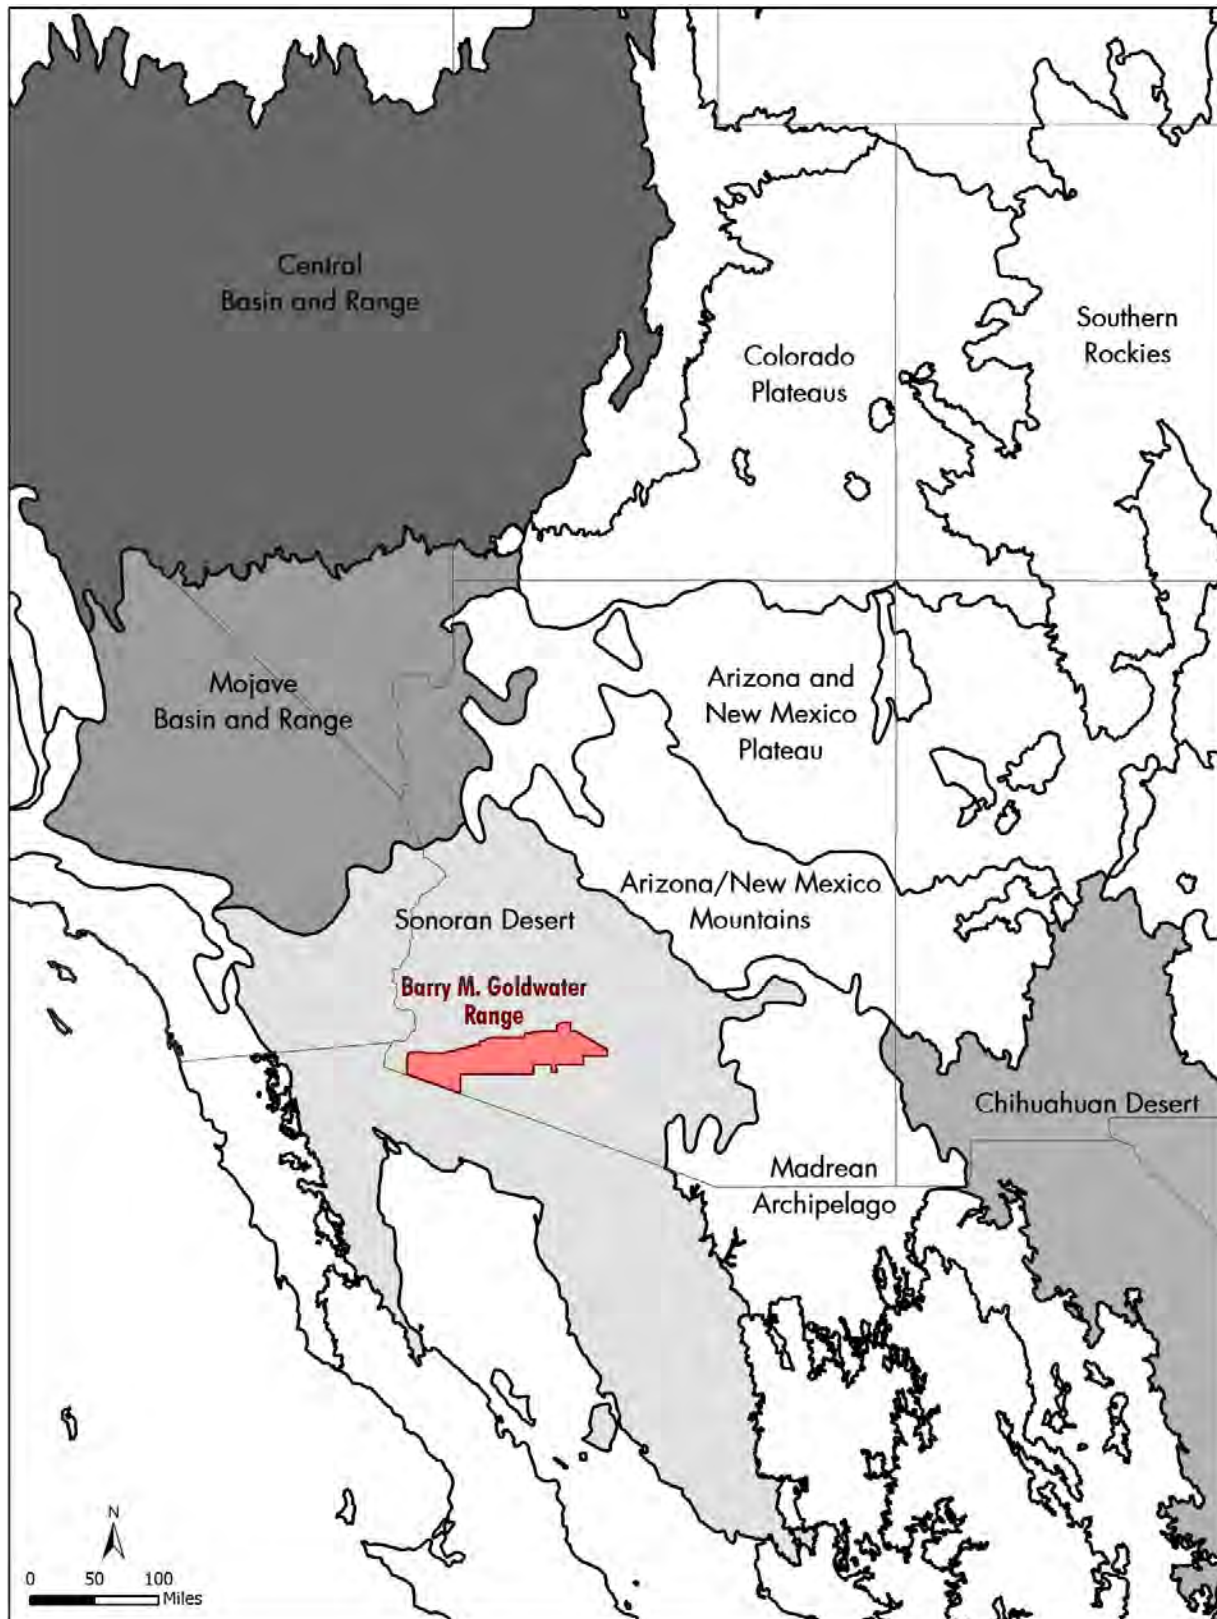 Central
Basin and Range
Southern
Rockies
Colorado
Plateaus
Mojave
Basin and Range
Arizona and
New Mexico
Plateau
Arizona/New Mexico
Mountains
Sonoran Desert
Barry M. Goldwater
Range
Chihuahuan Desert
Madrean
Archipelago
N
0 50 100
Miles